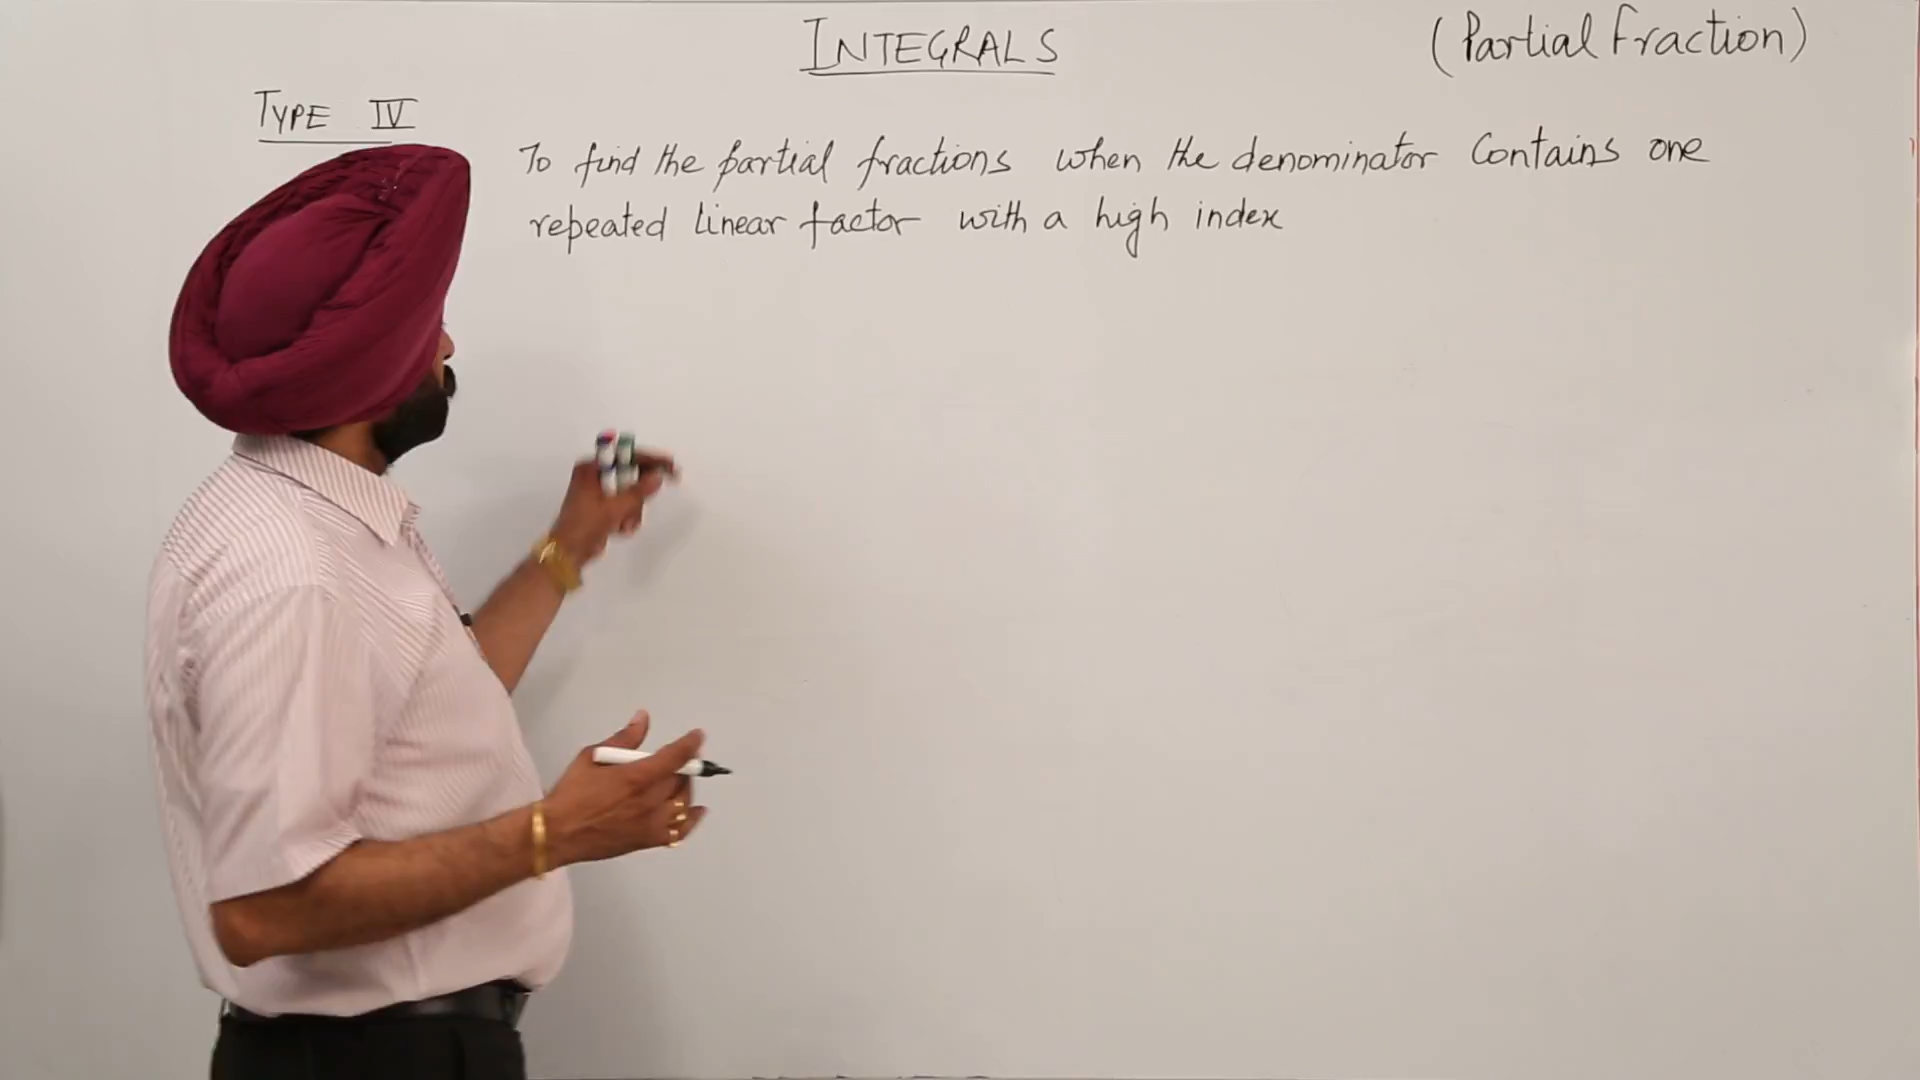 INTEGRALS
(Partial Fraction)
TYPE IV
To find the partial fractions when the denominator Contains one
repeated linear factor with a high index